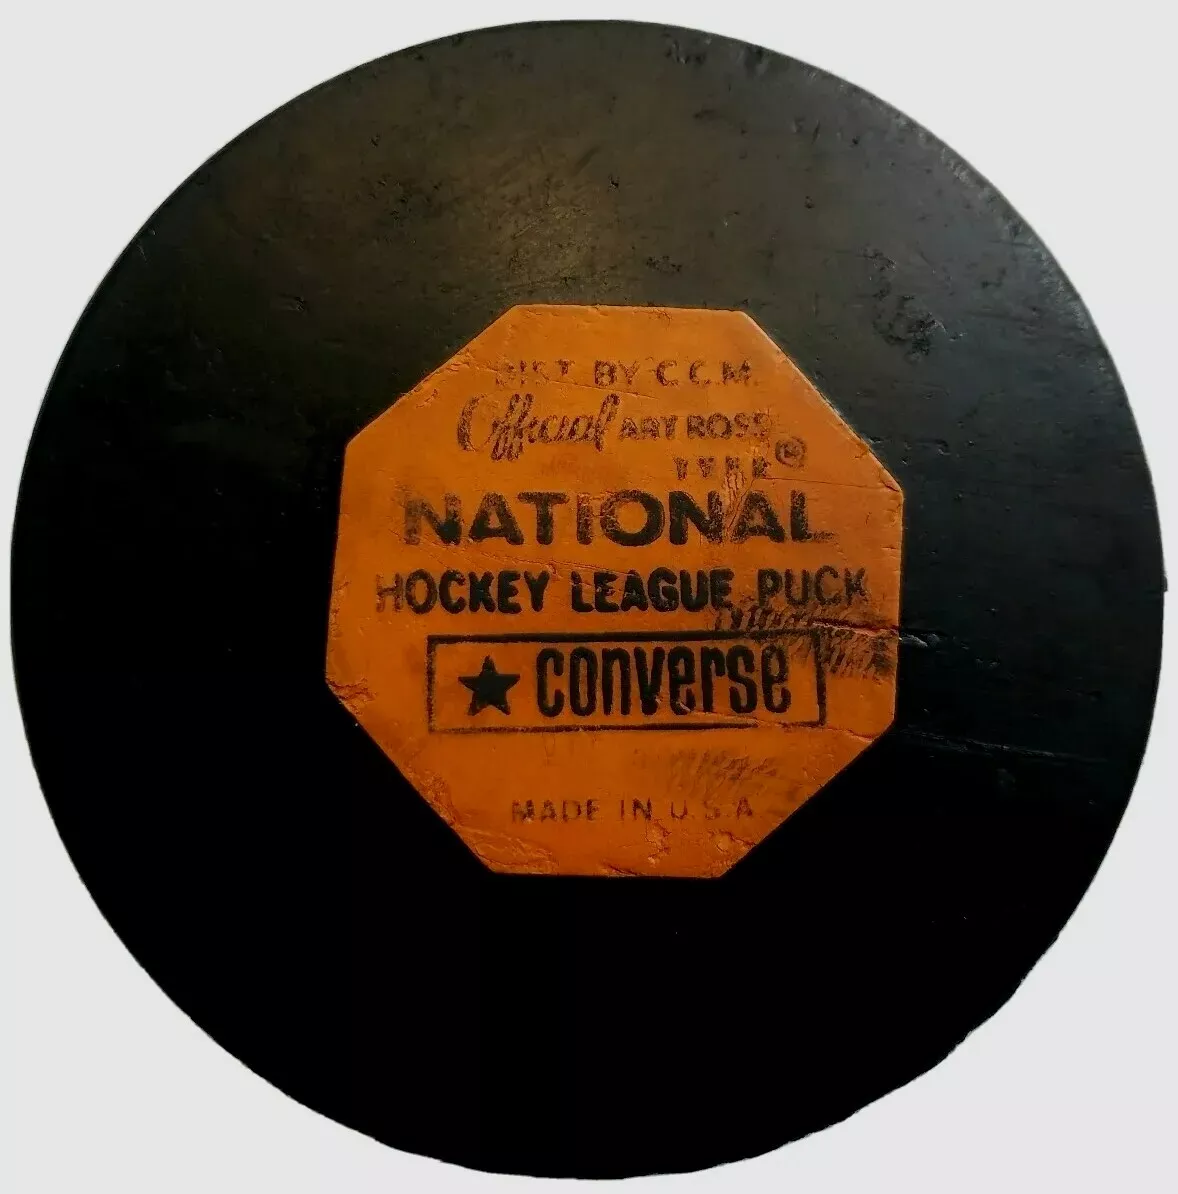 DIST BY C.C.M.
Official ART ROSS
TYPE ®
NATIONAL
HOCKEY LEAGUE PUCK
★ CONVERSE
MADE IN U.S.A